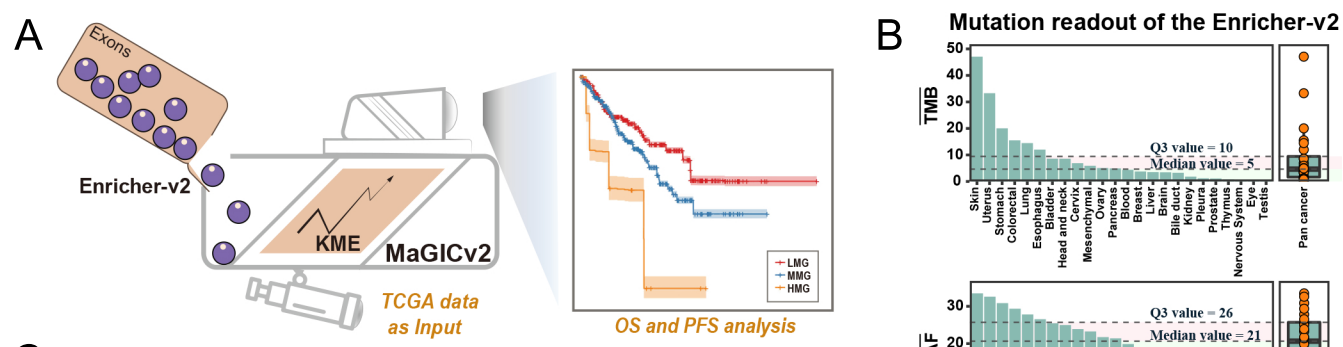 A
Exons
Enricher-v2
KME
MaGICv2
TCGA data
as Input
LMG
MMG
HMG
OS and PFS analysis
B
Mutation readout of the Enricher-v2
TMB
50
40
30
20
10
0
Q3 value = 10
Median value = 5
Skin
Uterus
Stomach
Colorectal
Lung
Esophagus
Bladder
Head and neck
Cervix
Mesenchymal
Ovary
Pancreas
Blood
Breast
Liver
Brain
Bile duct
Kidney
Pleura
Prostate
Thymus
Nervous System
Eye
Testis
Pan cancer
30
20
Q3 value = 26
Median value = 21